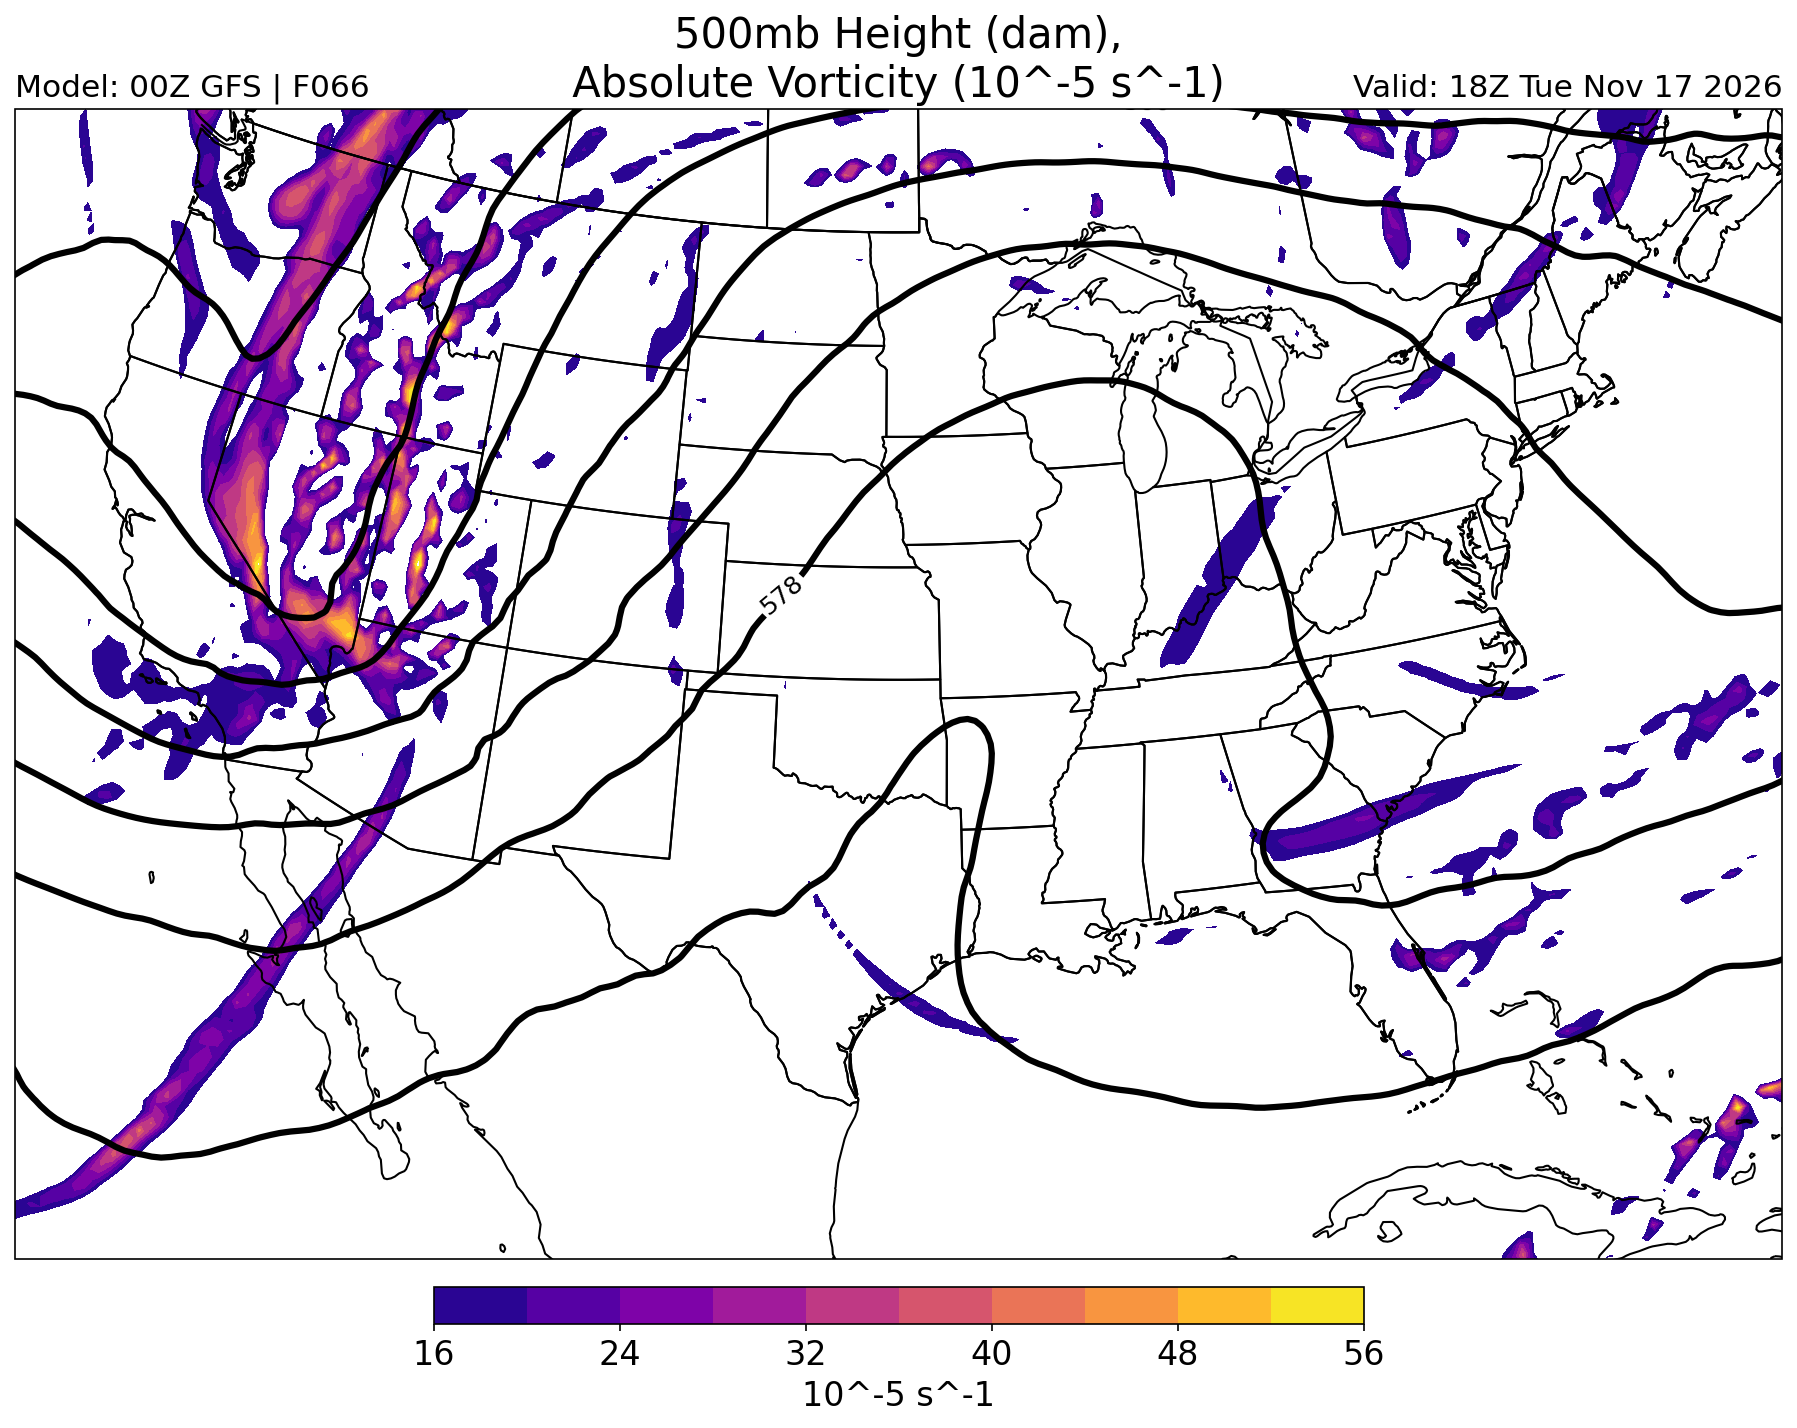 500mb Height (dam),
Model: 00Z GFS | F066
Absolute Vorticity (10^-5 s^-1)
Valid: 18Z Tue Nov 17 2026
578
16 24 32 40 48 56
10^-5 s^-1